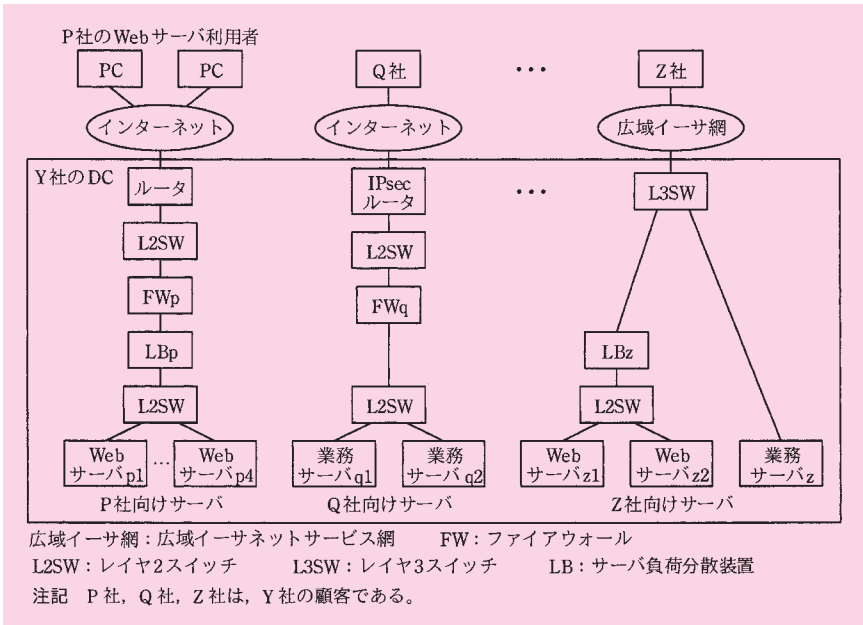 P社のWebサーバ利用者
PC
PC
Q社
…
Z社
インターネット
インターネット
広域イーサ網
Y社のDC
ルータ
IPsec
ルータ
…
L3SW
L2SW
L2SW
FWp
FWq
LBp
LBz
L2SW
L2SW
L2SW
Web
サーバp1
…
Web
サーバp4
業務
サーバq1
業務
サーバq2
Web
サーバz1
Web
サーバz2
業務
サーバz
P社向けサーバ
Q社向けサーバ
Z社向けサーバ
広域イーサ網：広域イーサネットサービス網 FW：ファイアウォール
L2SW：レイヤ2スイッチ L3SW：レイヤ3スイッチ LB：サーバ負荷分散装置
注記 P社，Q社，Z社は，Y社の顧客である。